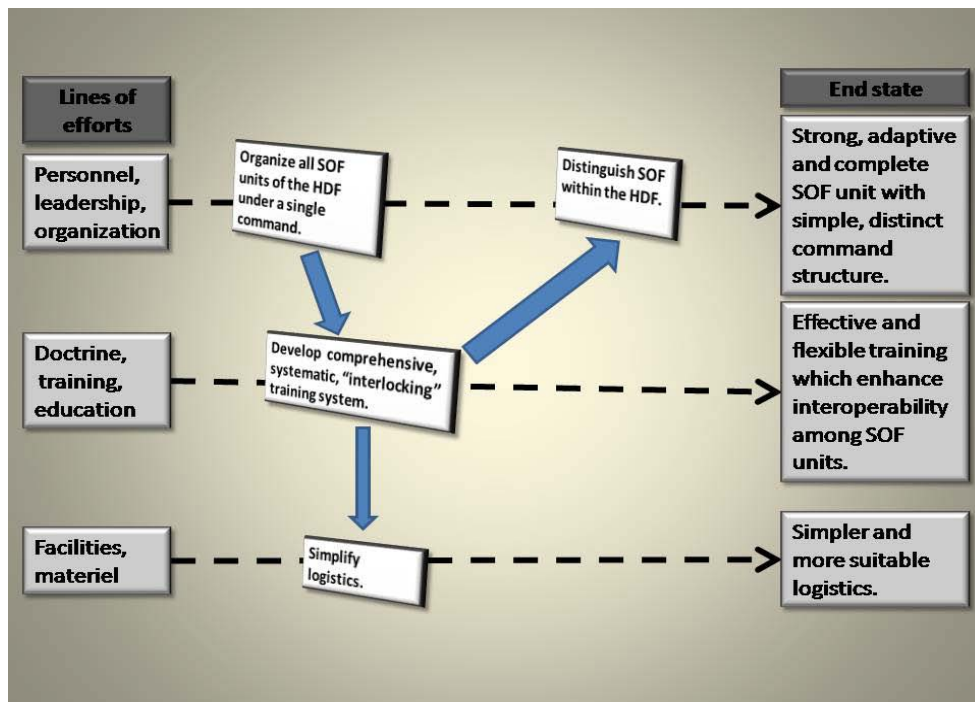 Lines of
efforts
End state
Personnel,
leadership,
organization
Organize all SOF
units of the HDF
under a single
command.
Distinguish SOF
within the HDF.
Strong, adaptive
and complete
SOF unit with
simple, distinct
command
structure.
Doctrine,
training,
education
Develop comprehensive,
systematic, “interlocking”
training system.
Effective and
flexible training
which enhance
interoperability
among SOF
units.
Facilities,
materiel
Simplify
logistics.
Simpler and
more suitable
logistics.